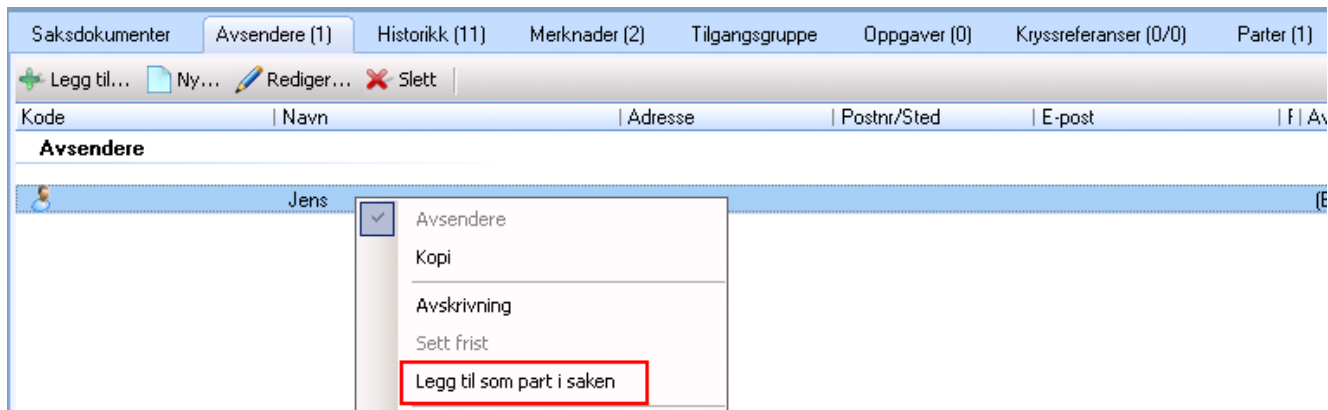 Saksdokumenter Avsendere (1) Historikk (11) Merknader (2) Tilgangsgruppe Oppgaver (0) Kryssreferanser (0/0) Parter (1)
Legg til... Ny... Rediger... Slett
Kode Navn Adresse Postnr/Sted E-post
Avsendere
Jens
Avsendere
Kopi
Avskrivning
Sett frist
Legg til som part i saken